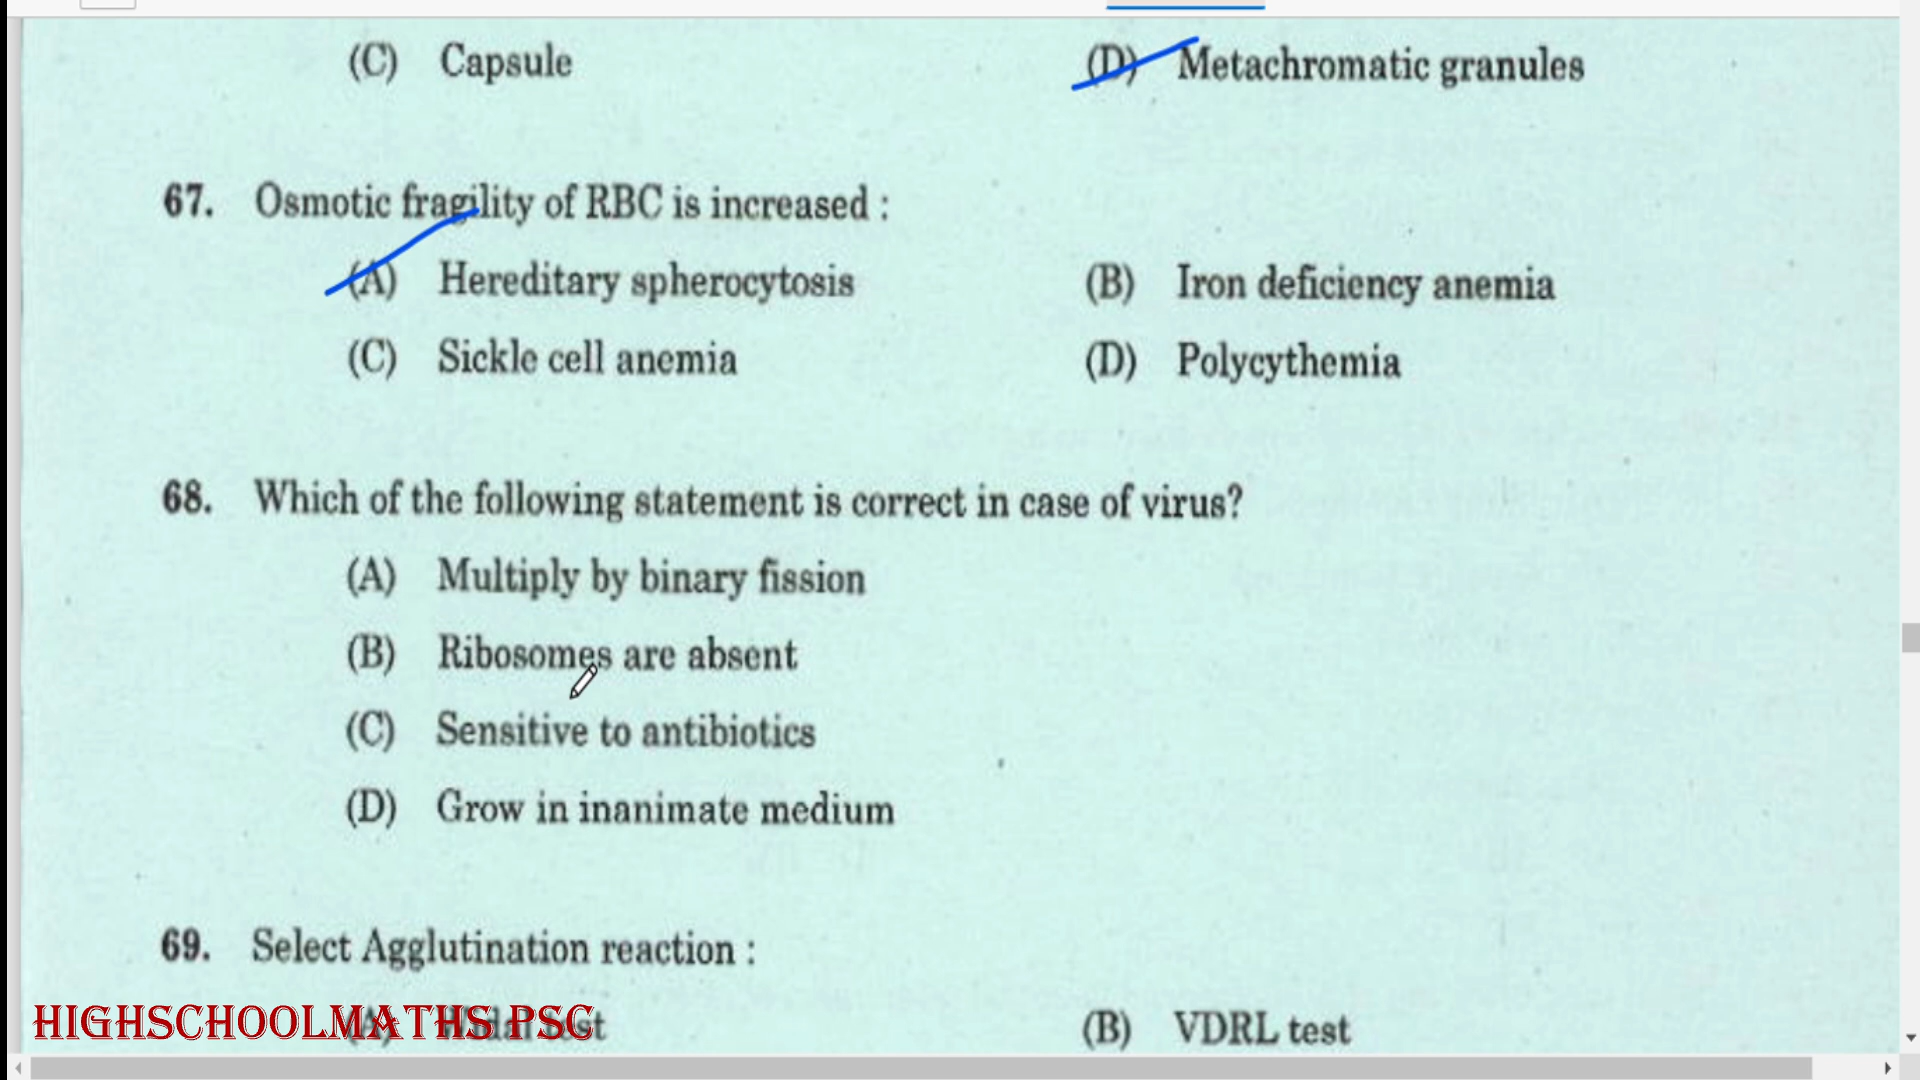 (C) Capsule (D) Metachromatic granules
67. Osmotic fragility of RBC is increased :
(A) Hereditary spherocytosis (B) Iron deficiency anemia
(C) Sickle cell anemia (D) Polycythemia
68. Which of the following statement is correct in case of virus?
(A) Multiply by binary fission
(B) Ribosomes are absent
(C) Sensitive to antibiotics
(D) Grow in inanimate medium
69. Select Agglutination reaction :
(A) Widal test (B) VDRL test
HIGHSCHOOLMATHS PSC